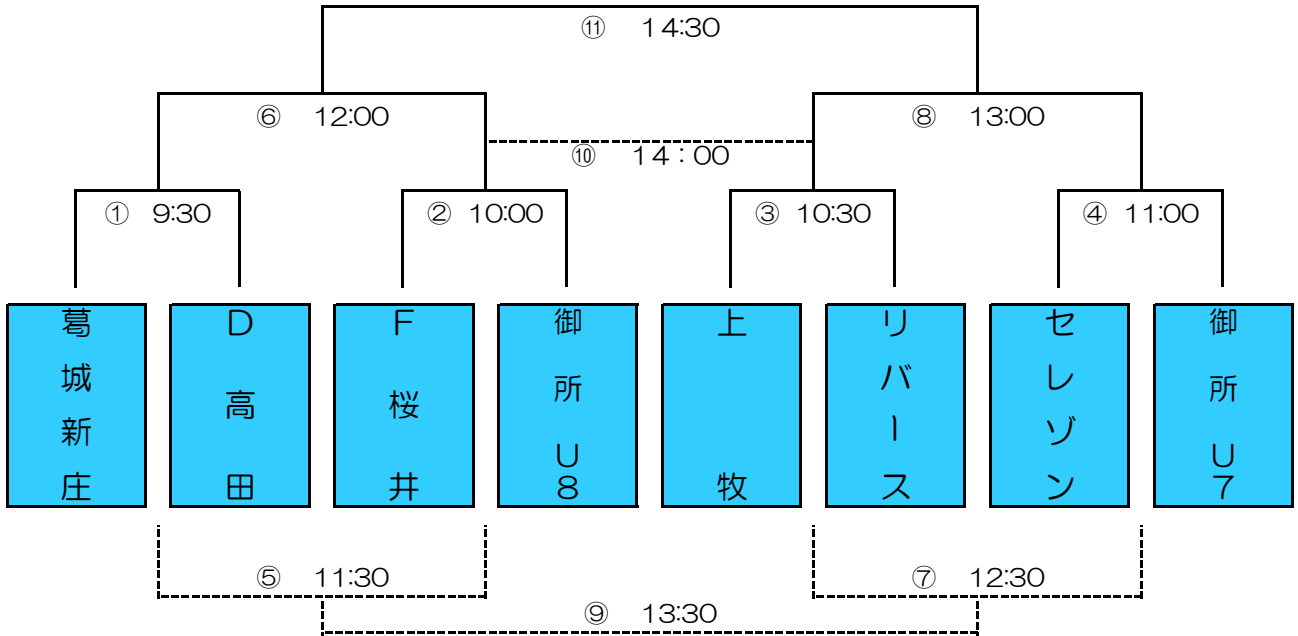 ⑪ 14:30
⑥ 12:00
⑧ 13:00
⑩ 14:00
① 9:30
② 10:00
③ 10:30
④ 11:00
葛城新庄
D高田
F桜井
御所U8
上牧
リバース
セレゾン
御所U7
⑤ 11:30
⑦ 12:30
⑨ 13:30